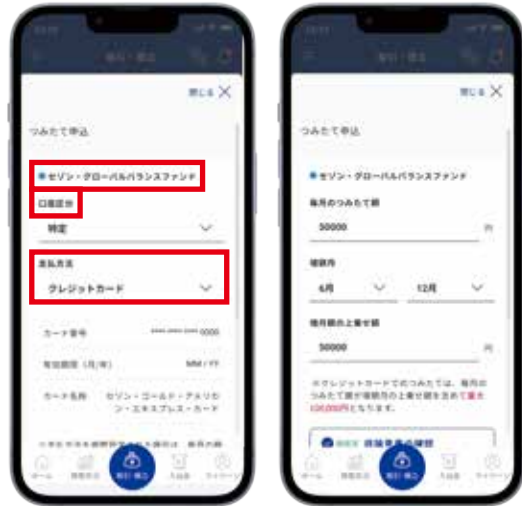 閉じる ×
つみたて申込
セゾン・グローバルバランスファンド
口座区分
特定
支払方法
クレジットカード
カード番号 **** **** **** 0000
有効期限（月/年） MM / YY
カード名称 セゾン・ゴールド・アメリカ
ン・エキスプレス・カード
閉じる ×
つみたて申込
セゾン・グローバルバランスファンド
毎月のつみたて額
50000 円
増額月
6月 12月
増月額の上乗せ額
50000 円
※クレジットカードでのつみたては、毎月の
つみたて額が増額月の上乗せ額を含めて最大
100,000円となります。